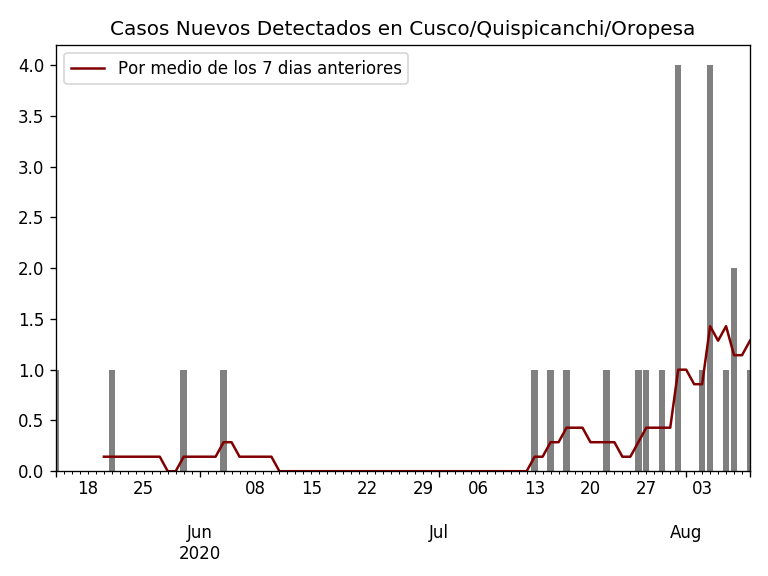 Casos Nuevos Detectados en Cusco/Quispicanchi/Oropesa
Por medio de los 7 dias anteriores
4.0
3.5
3.0
2.5
2.0
1.5
1.0
0.5
0.0
18 25 08 15 22 29 06 13 20 27 03
Jun Jul Aug
2020